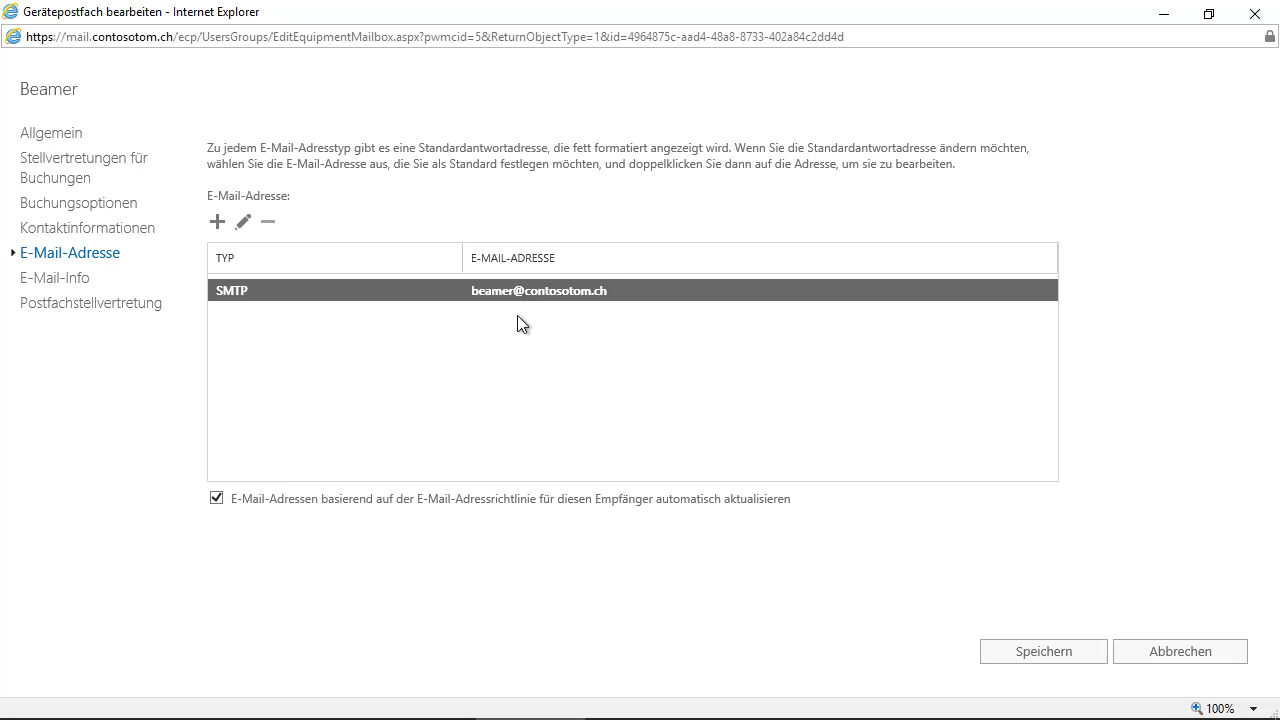 Gerätepostfach bearbeiten - Internet Explorer
https://mail.contosotom.ch/ecp/UsersGroups/EditEquipmentMailbox.aspx?pwmcid=5&ReturnObjectType=1&id=4964875c-aad4-48a8-8733-402a84c2dd4d
Beamer
Allgemein
Stellvertretungen für
Buchungen
Buchungsoptionen
Kontaktinformationen
E-Mail-Adresse
E-Mail-Info
Postfachstellvertretung
Zu jedem E-Mail-Adresstyp gibt es eine Standardantwortadresse, die fett formatiert angezeigt wird. Wenn Sie die Standardantwortadresse ändern möchten,
wählen Sie die E-Mail-Adresse aus, die Sie als Standard festlegen möchten, und doppelklicken Sie dann auf die Adresse, um sie zu bearbeiten.
E-Mail-Adresse:
TYP E-MAIL-ADRESSE
SMTP beamer@contosotom.ch
E-Mail-Adressen basierend auf der E-Mail-Adressrichtlinie für diesen Empfänger automatisch aktualisieren
Speichern Abbrechen
100%